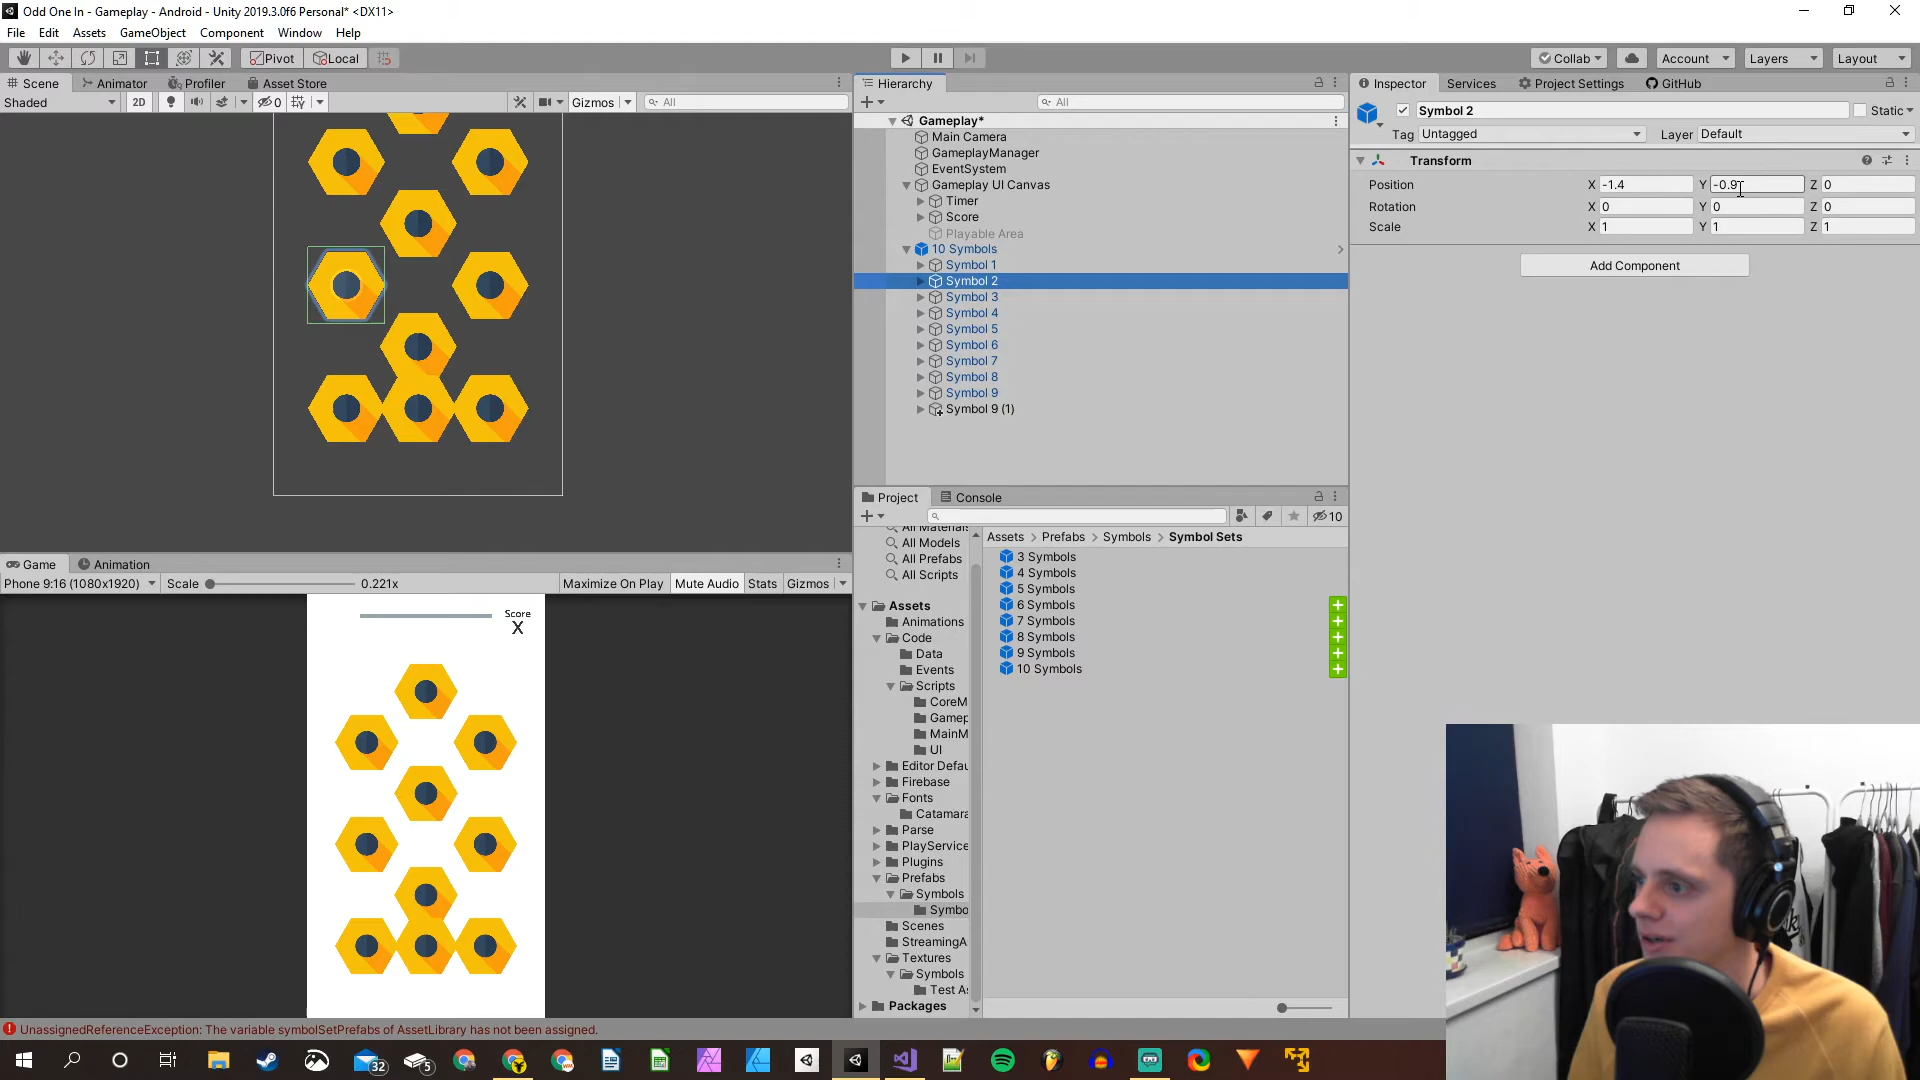 Odd One In - Gameplay - Android - Unity 2019.3.0f6 Personal* <DX11>
File Edit Assets GameObject Component Window Help
Pivot Local Collab Account Layers Layout
Scene Animator Profiler Asset Store
Shaded 2D 0 Gizmos All
Hierarchy
All
Gameplay*
Main Camera
GameplayManager
EventSystem
Gameplay UI Canvas
Timer
Score
Playable Area
10 Symbols
Symbol 1
Symbol 2
Symbol 3
Symbol 4
Symbol 5
Symbol 6
Symbol 7
Symbol 8
Symbol 9
Symbol 9 (1)
Inspector Services Project Settings GitHub
Symbol 2 Static
Tag Untagged Layer Default
Transform
Position X -1.4 Y -0.9 Z 0
Rotation X 0 Y 0 Z 0
Scale X 1 Y 1 Z 1
Add Component
Game Animation
Phone 9:16 (1080x1920) Scale 0.221x Maximize On Play Mute Audio Stats Gizmos
Score
X
Project Console
10
All Materials
All Models
All Prefabs
All Scripts
Assets
Animations
Code
Data
Events
Scripts
CoreM
Gamep
MainM
UI
Editor Defau
Firebase
Fonts
Catamara
Parse
PlayService
Plugins
Prefabs
Symbols
Symbo
Scenes
StreamingA
Textures
Symbols
Test As
Packages
Assets > Prefabs > Symbols > Symbol Sets
3 Symbols
4 Symbols
5 Symbols
6 Symbols
7 Symbols
8 Symbols
9 Symbols
10 Symbols
UnassignedReferenceException: The variable symbolSetPrefabs of AssetLibrary has not been assigned.
32
5